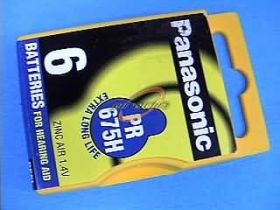 Panasonic
PR
675H
EXTRA LONG LIFE
ZINC AIR 1.4V
6
BATTERIES FOR HEARING AID